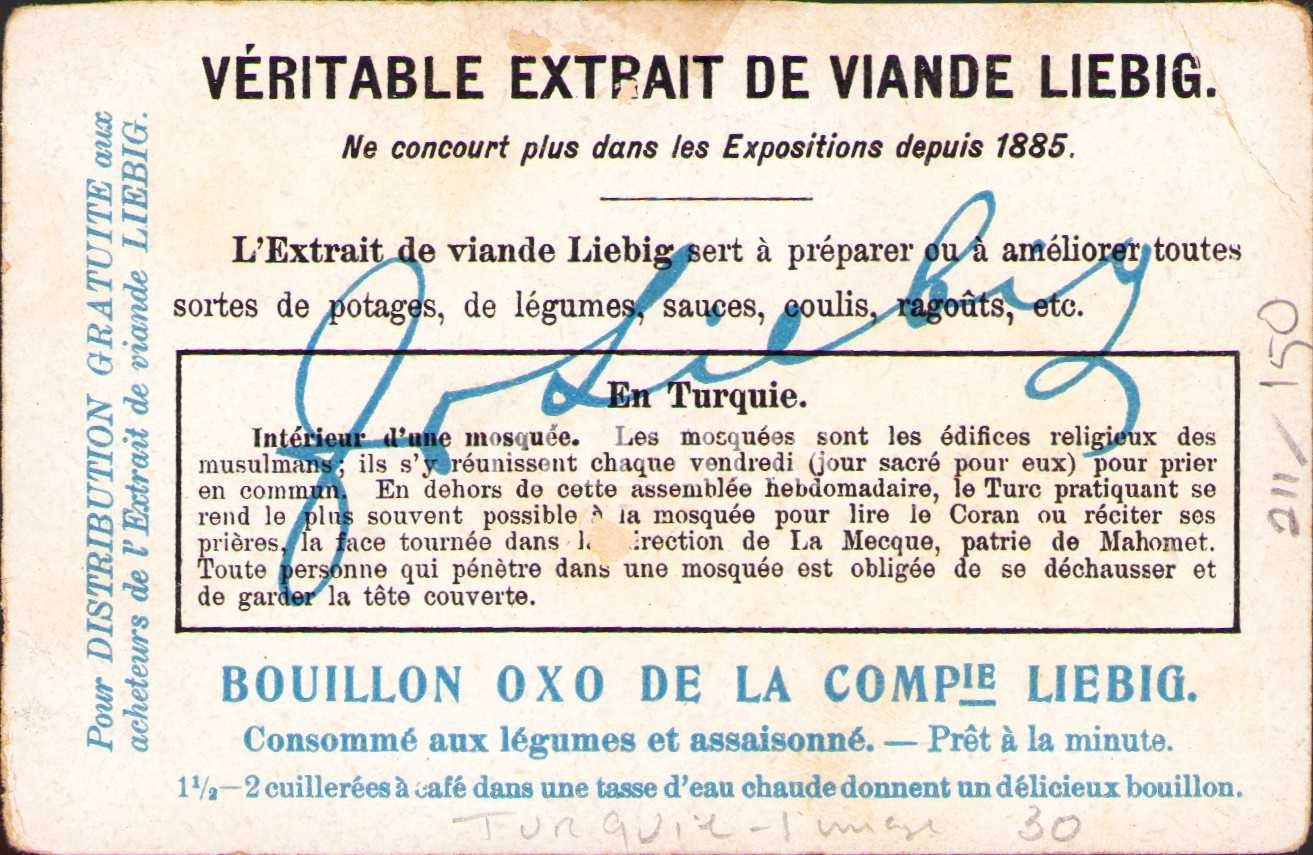 VÉRITABLE EXTRAIT DE VIANDE LIEBIG.
Ne concourt plus dans les Expositions depuis 1885.
L'Extrait de viande Liebig sert à préparer ou à améliorer toutes
sortes de potages, de légumes, sauces, coulis, ragoûts, etc.
En Turquie.
Intérieur d'une mosquée. Les mosquées sont les édifices religieux des
musulmans; ils s'y réunissent chaque vendredi (jour sacré pour eux) pour prier
en commun. En dehors de cette assemblée hebdomadaire, le Turc pratiquant se
rend le plus souvent possible à la mosquée pour lire le Coran ou réciter ses
prières, la face tournée dans la direction de La Mecque, patrie de Mahomet.
Toute personne qui pénètre dans une mosquée est obligée de se déchausser et
de garder la tête couverte.
BOUILLON OXO DE LA COMPIE LIEBIG.
Consommé aux légumes et assaisonné. — Prêt à la minute.
1½—2 cuillerées à café dans une tasse d'eau chaude donnent un délicieux bouillon.
Pour DISTRIBUTION GRATUITE aux
acheteurs de l'Extrait de viande LIEBIG.
Liebig
211/150
TURQUIE - 1 image 30